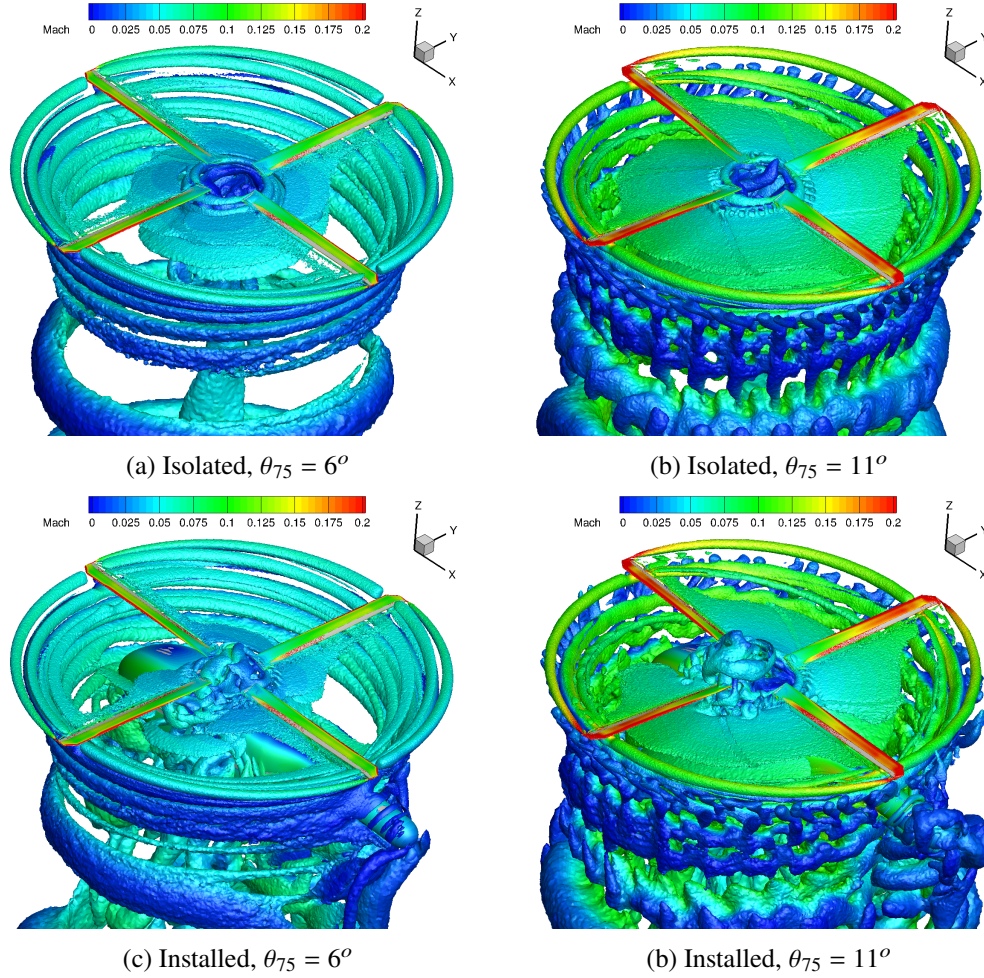 Mach 0 0.025 0.05 0.075 0.1 0.125 0.15 0.175 0.2
Z
Y
X
Mach 0 0.025 0.05 0.075 0.1 0.125 0.15 0.175 0.2
Z
Y
X
(a) Isolated, θ75 = 6o
(b) Isolated, θ75 = 11o
Mach 0 0.025 0.05 0.075 0.1 0.125 0.15 0.175 0.2
Z
Y
X
Mach 0 0.025 0.05 0.075 0.1 0.125 0.15 0.175 0.2
Z
Y
X
(c) Installed, θ75 = 6o
(b) Installed, θ75 = 11o